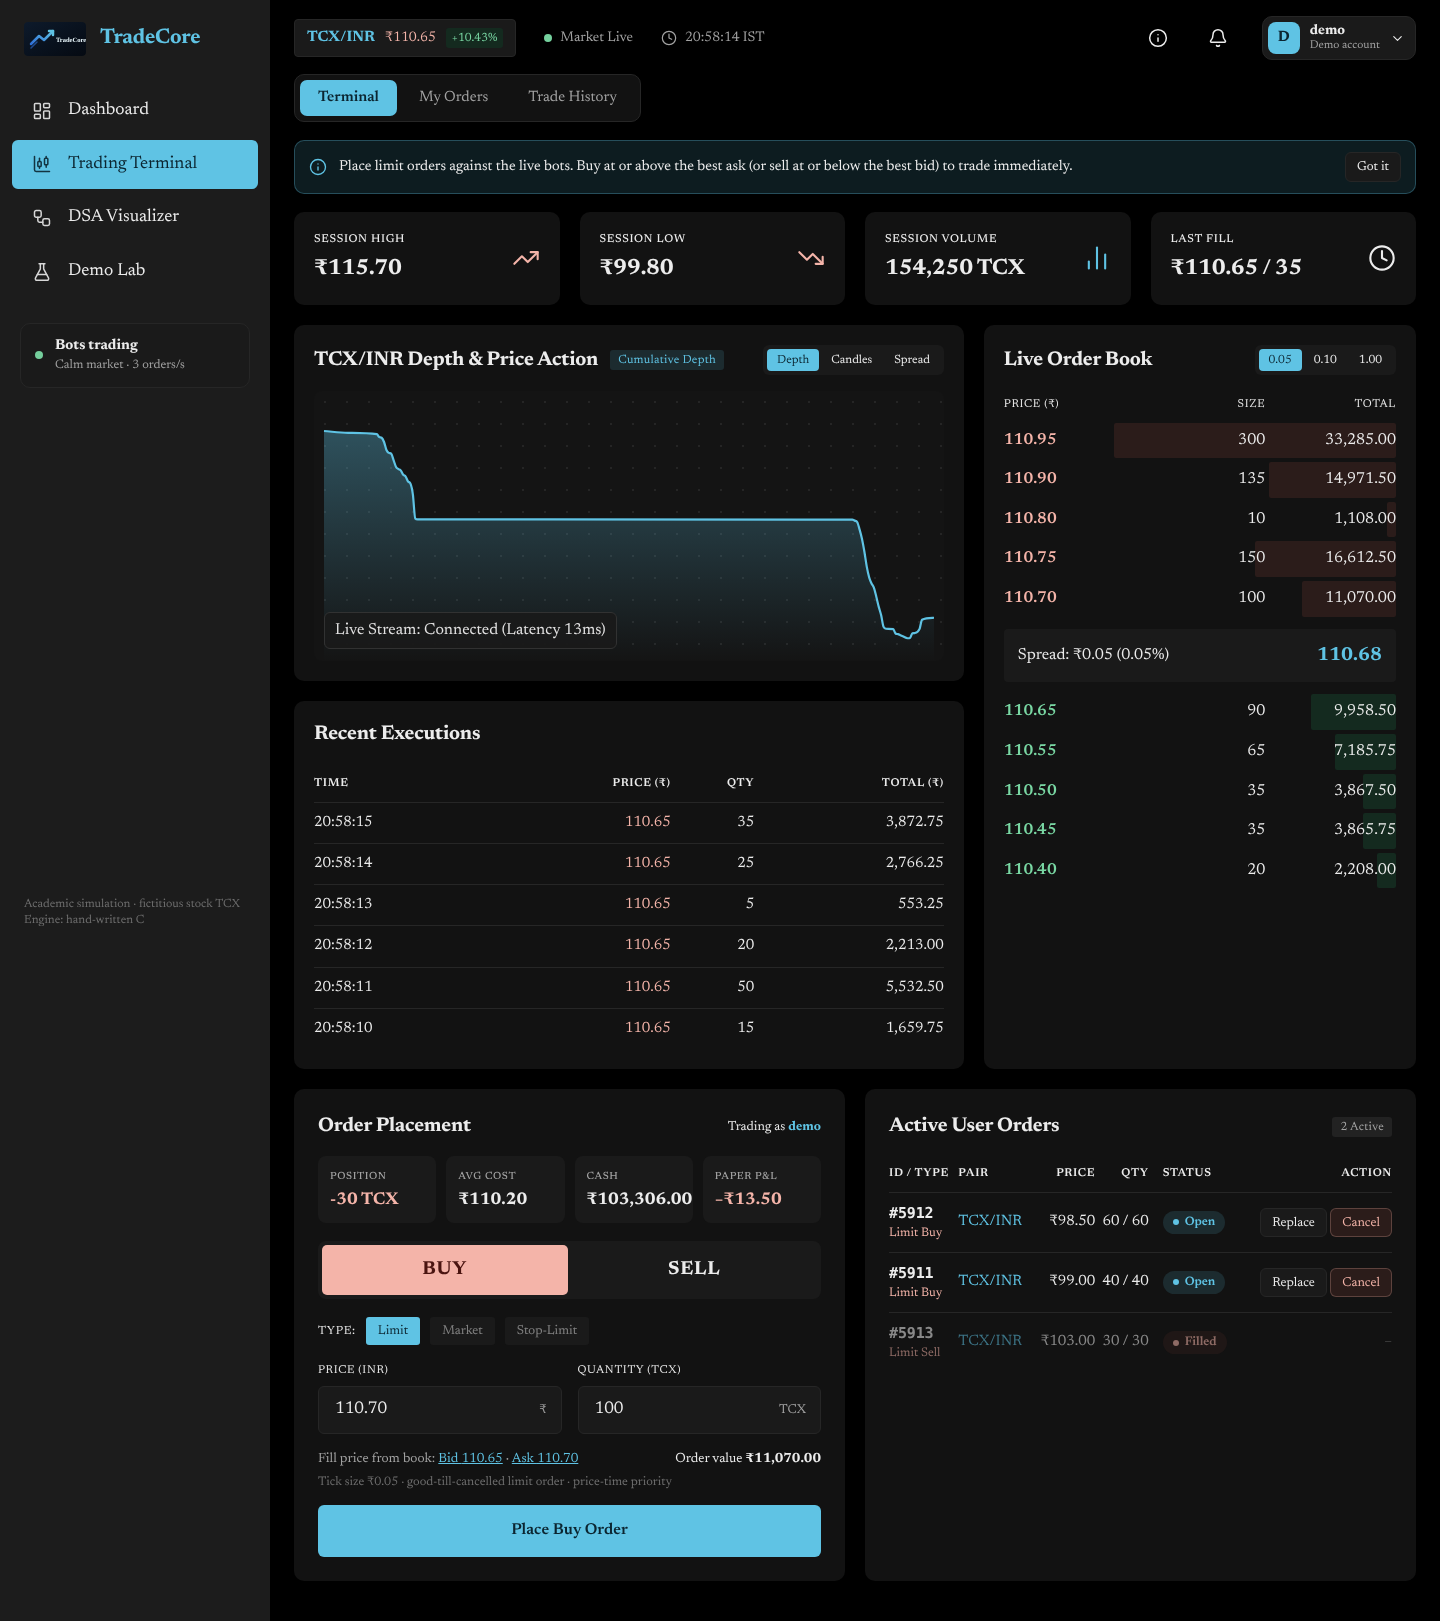 TradeCore
TradeCore
Dashboard
Trading Terminal
DSA Visualizer
Demo Lab
Bots trading
Calm market · 3 orders/s
Academic simulation · fictitious stock TCX
Engine: hand-written C
TCX/INR ₹110.65 +10.43%
Market Live
20:58:14 IST
D
demo
Demo account
Terminal
My Orders
Trade History
Place limit orders against the live bots. Buy at or above the best ask (or sell at or below the best bid) to trade immediately.
Got it
SESSION HIGH
₹115.70
SESSION LOW
₹99.80
SESSION VOLUME
154,250 TCX
LAST FILL
₹110.65 / 35
TCX/INR Depth & Price Action
Cumulative Depth
Depth Candles Spread
Live Stream: Connected (Latency 13ms)
Live Order Book
0.05 0.10 1.00
PRICE (₹) SIZE TOTAL
110.95 300 33,285.00
110.90 135 14,971.50
110.80 10 1,108.00
110.75 150 16,612.50
110.70 100 11,070.00
Spread: ₹0.05 (0.05%) 110.68
110.65 90 9,958.50
110.55 65 7,185.75
110.50 35 3,867.50
110.45 35 3,865.75
110.40 20 2,208.00
Recent Executions
TIME PRICE (₹) QTY TOTAL (₹)
20:58:15 110.65 35 3,872.75
20:58:14 110.65 25 2,766.25
20:58:13 110.65 5 553.25
20:58:12 110.65 20 2,213.00
20:58:11 110.65 50 5,532.50
20:58:10 110.65 15 1,659.75
Order Placement
Trading as demo
POSITION
-30 TCX
AVG COST
₹110.20
CASH
₹103,306.00
PAPER P&L
−₹13.50
BUY
SELL
TYPE: Limit Market Stop-Limit
PRICE (INR)
110.70 ₹
QUANTITY (TCX)
100 TCX
Fill price from book: Bid 110.65 · Ask 110.70
Order value ₹11,070.00
Tick size ₹0.05 · good-till-cancelled limit order · price-time priority
Place Buy Order
Active User Orders
2 Active
ID / TYPE PAIR PRICE QTY STATUS ACTION
#5912
Limit Buy
TCX/INR ₹98.50 60 / 60 Open Replace Cancel
#5911
Limit Buy
TCX/INR ₹99.00 40 / 40 Open Replace Cancel
#5913
Limit Sell
TCX/INR ₹103.00 30 / 30 Filled –